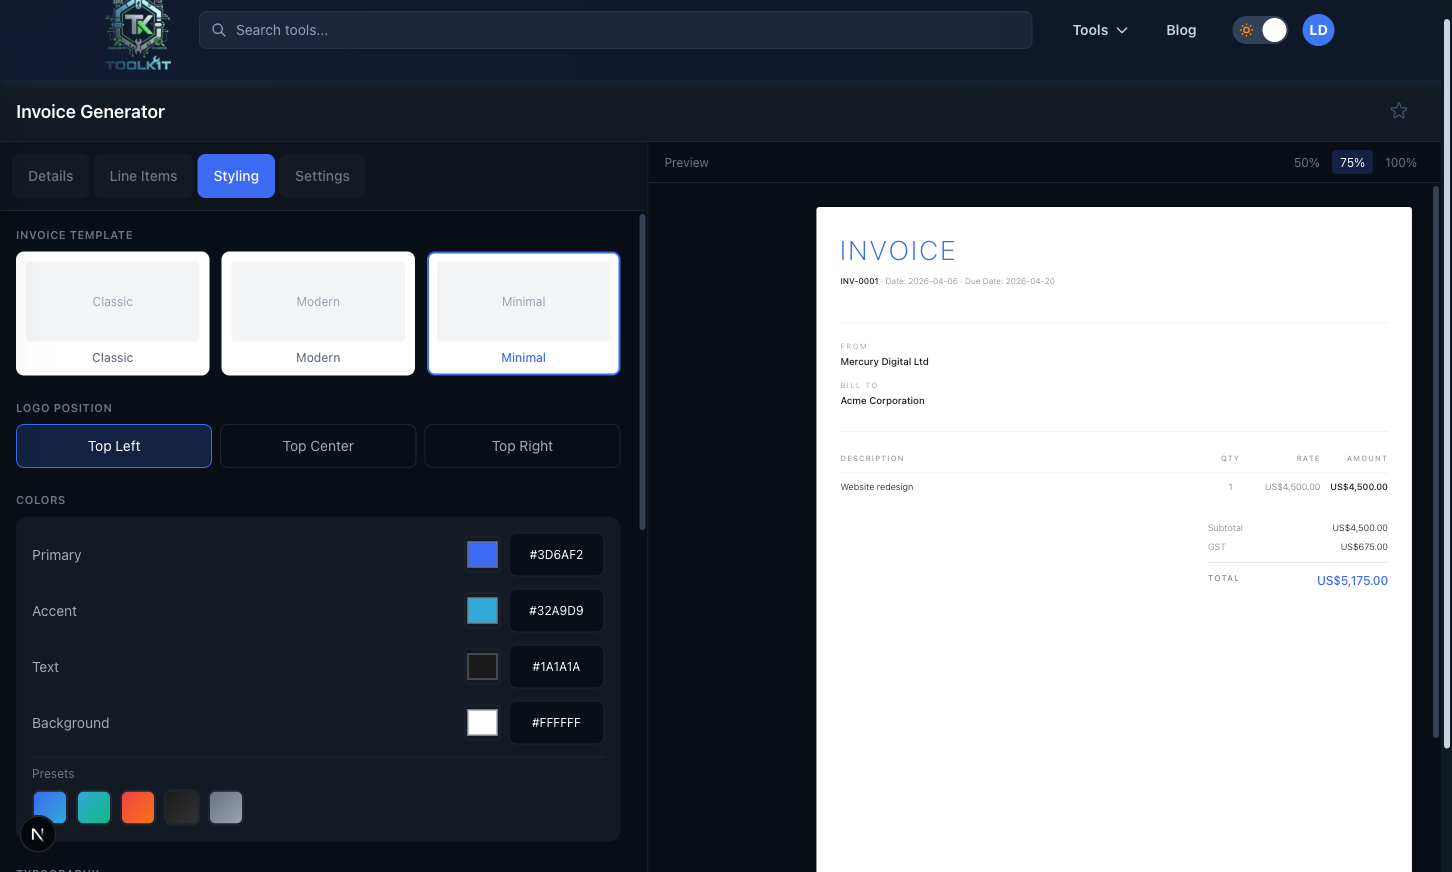 TK
TOOLKIT
Search tools...
Tools
Blog
LD
Invoice Generator
Details
Line Items
Styling
Settings
Preview
50%
75%
100%
INVOICE TEMPLATE
Classic
Modern
Minimal
Classic
Modern
Minimal
LOGO POSITION
Top Left
Top Center
Top Right
COLORS
Primary
#3D6AF2
Accent
#32A9D9
Text
#1A1A1A
Background
#FFFFFF
Presets
N
TYPOGRAPHY
INVOICE
INV-0001 · Date: 2026-04-06 · Due Date: 2026-04-20
FROM
Mercury Digital Ltd
BILL TO
Acme Corporation
DESCRIPTION QTY RATE AMOUNT
Website redesign 1 US$4,500.00 US$4,500.00
Subtotal US$4,500.00
GST US$675.00
TOTAL US$5,175.00